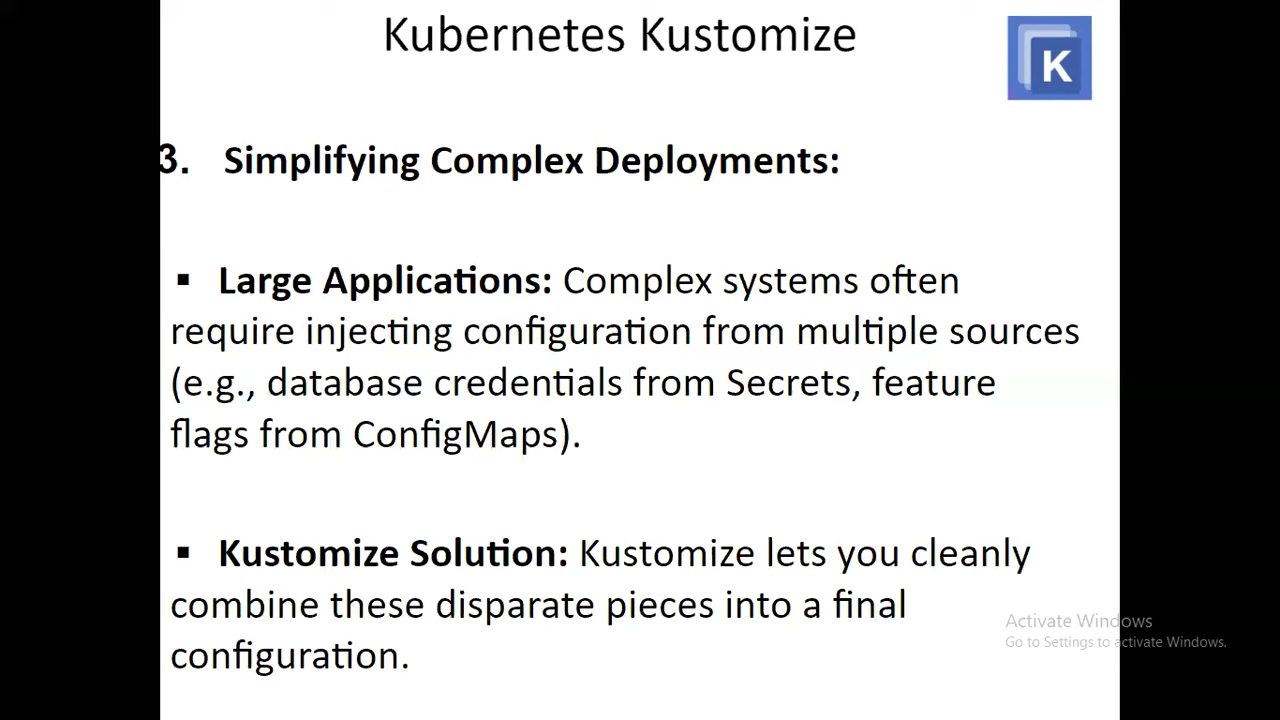 Kubernetes Kustomize
K
3. Simplifying Complex Deployments:
▪ Large Applications: Complex systems often
require injecting configuration from multiple sources
(e.g., database credentials from Secrets, feature
flags from ConfigMaps).
▪ Kustomize Solution: Kustomize lets you cleanly
combine these disparate pieces into a final
configuration.
Activate Windows
Go to Settings to activate Windows.